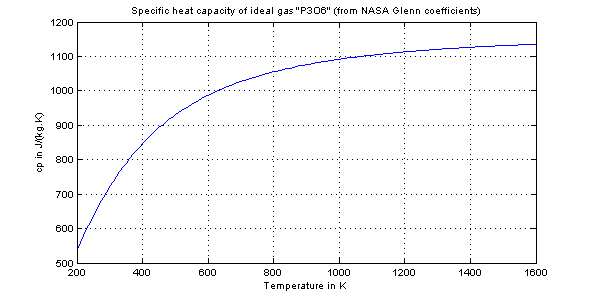 Specific heat capacity of ideal gas "P3O6" (from NASA Glenn coefficients)
1200
1100
1000
900
800
700
600
500
cp in J/(kg.K)
200 400 600 800 1000 1200 1400 1600
Temperature in K